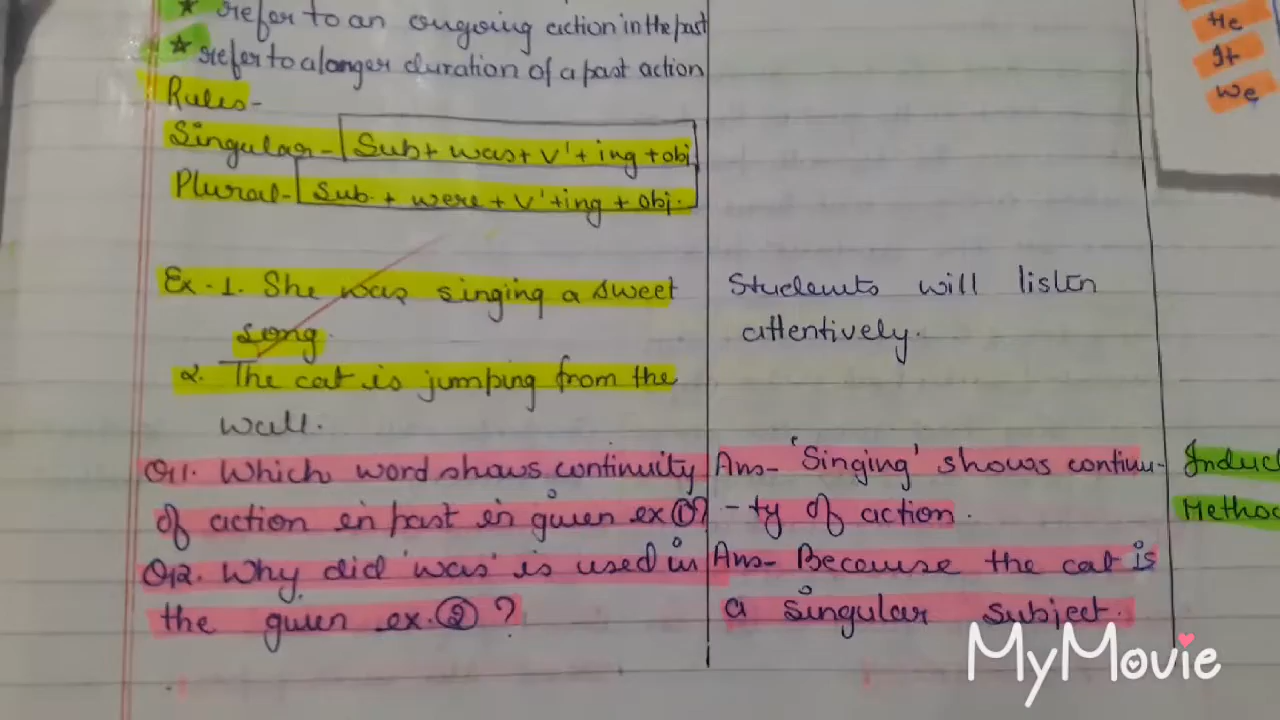 ★ refer to an ongoing action in the past
★ refer to a longer duration of a past action
Rules-
Singular - Sub + was + V¹ + ing + obj
Plural - Sub. + were + V¹ + ing + obj.
Ex - 1. She was singing a sweet
song.
2. The cat is jumping from the
wall.
Q1. Which word shows continuity
of action in past in given ex ①?
Q2. Why did 'was' is used in
the given ex. ② ?
Students will listen
attentively.
Ans - 'Singing' shows continu-
-ty of action.
Ans - Because the cat is
a singular subject.
Induc
Metho
He
It
We
MyMovie